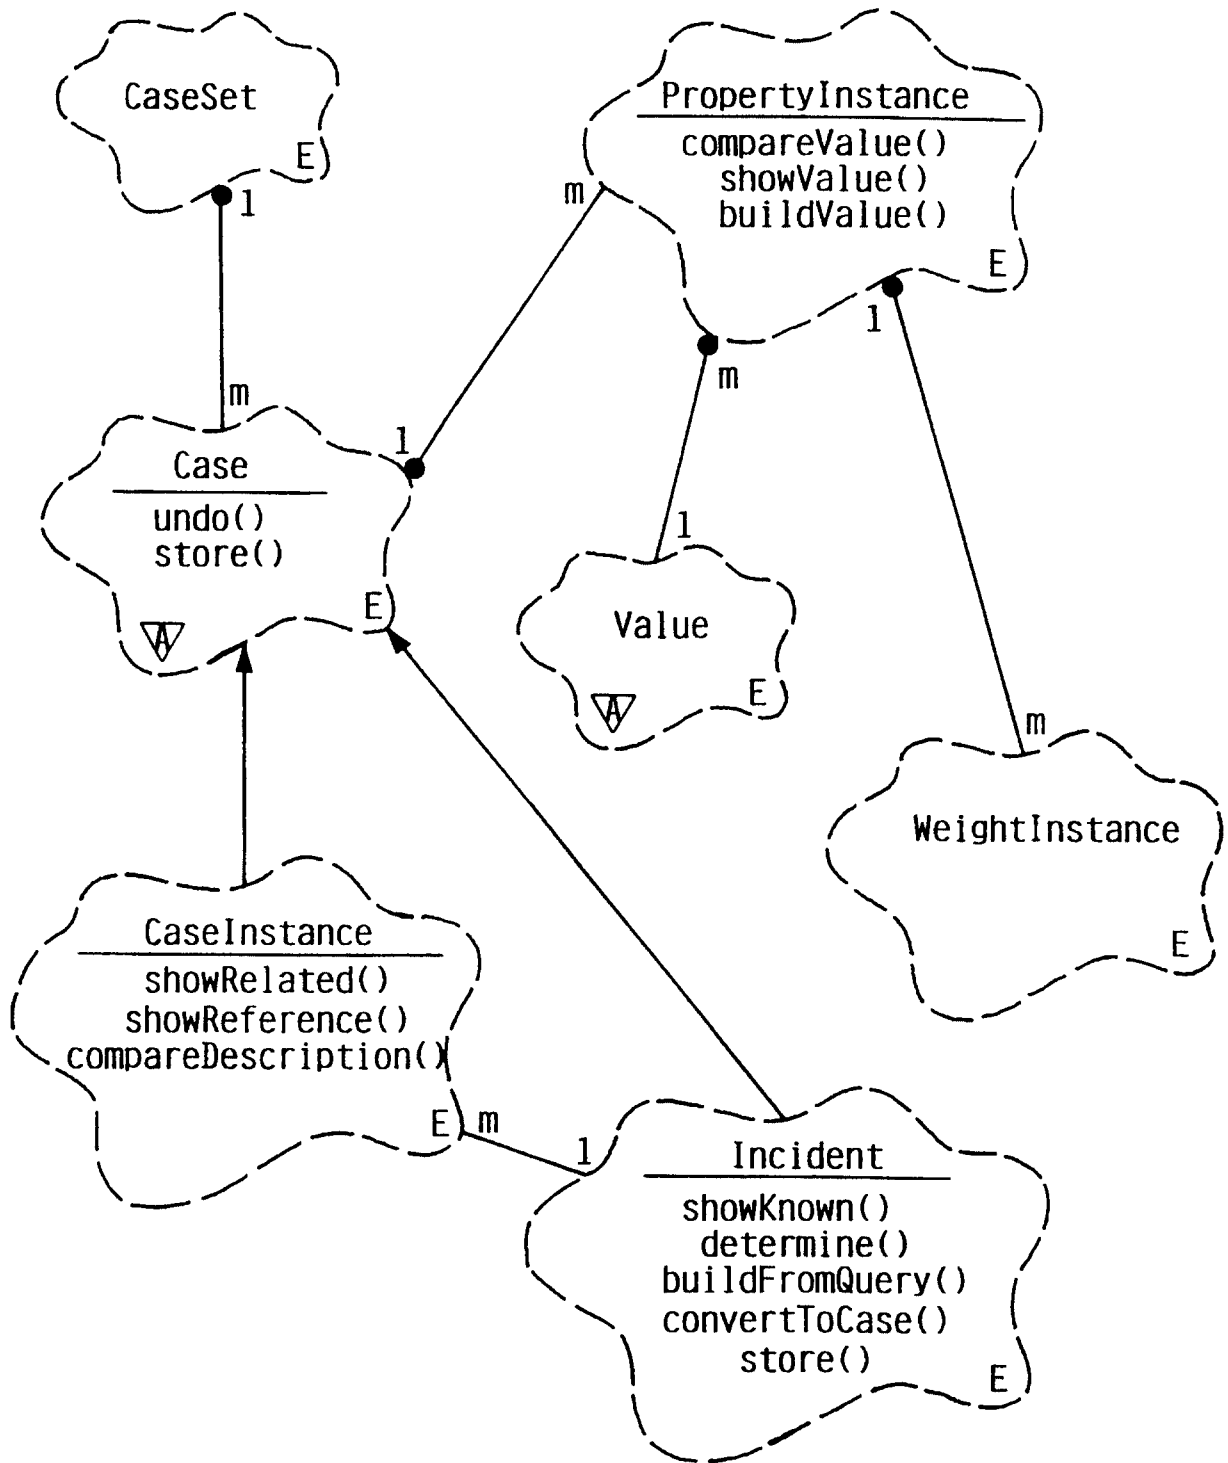 CaseSet
E
1
m
PropertyInstance
compareValue()
showValue()
buildValue()
E
m
1
m
1
Case
undo()
store()
A
E
1
Value
A
E
1
m
WeightInstance
E
CaseInstance
showRelated()
showReference()
compareDescription()
E
m
1
Incident
showKnown()
determine()
buildFromQuery()
convertToCase()
store()
E